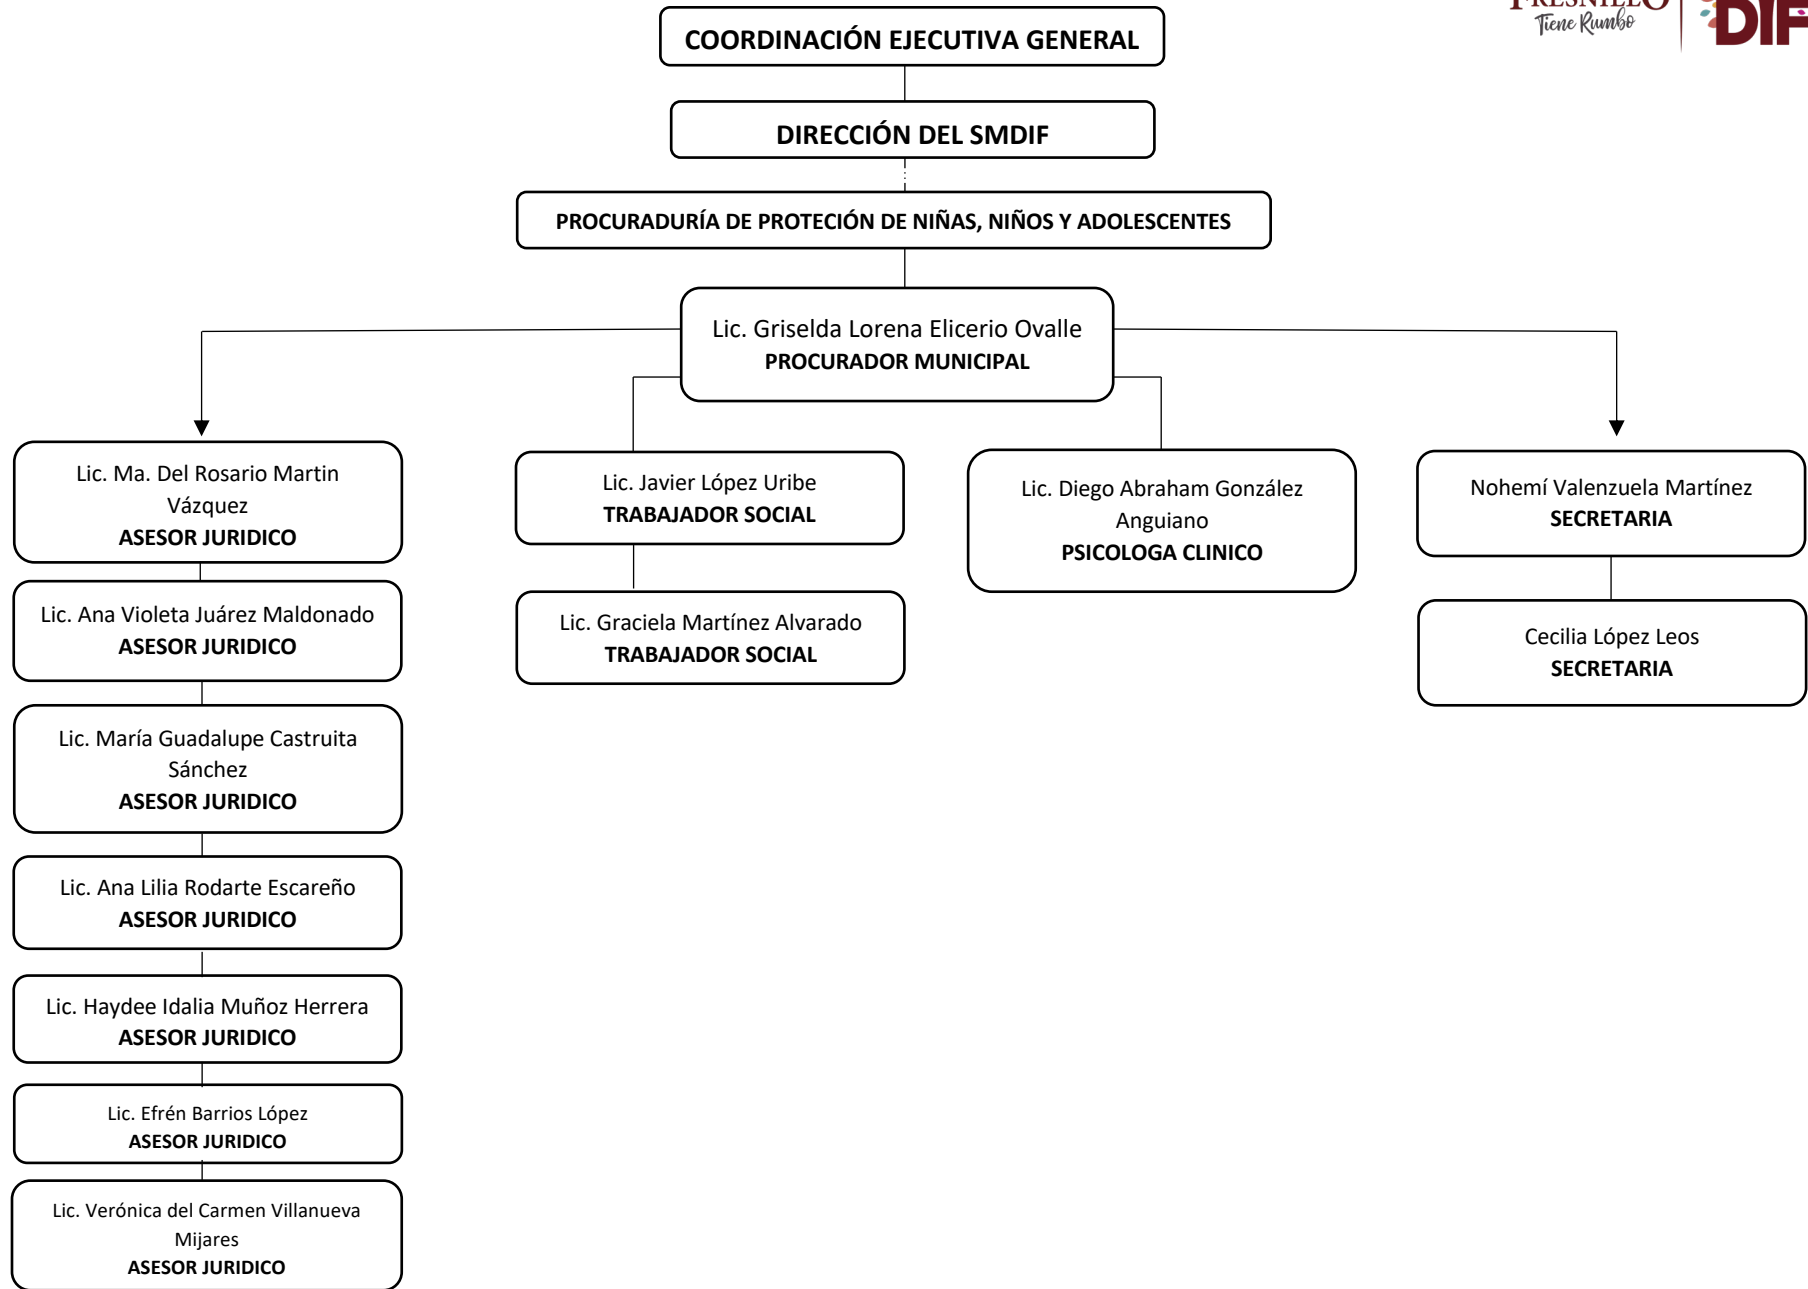 FRESNILLO
Tiene Rumbo
DIF
COORDINACIÓN EJECUTIVA GENERAL
DIRECCIÓN DEL SMDIF
PROCURADURÍA DE PROTECIÓN DE NIÑAS, NIÑOS Y ADOLESCENTES
Lic. Griselda Lorena Elicerio Ovalle
PROCURADOR MUNICIPAL
Lic. Ma. Del Rosario Martin
Vázquez
ASESOR JURIDICO
Lic. Ana Violeta Juárez Maldonado
ASESOR JURIDICO
Lic. María Guadalupe Castruita
Sánchez
ASESOR JURIDICO
Lic. Ana Lilia Rodarte Escareño
ASESOR JURIDICO
Lic. Haydee Idalia Muñoz Herrera
ASESOR JURIDICO
Lic. Efrén Barrios López
ASESOR JURIDICO
Lic. Verónica del Carmen Villanueva
Mijares
ASESOR JURIDICO
Lic. Javier López Uribe
TRABAJADOR SOCIAL
Lic. Graciela Martínez Alvarado
TRABAJADOR SOCIAL
Lic. Diego Abraham González
Anguiano
PSICOLOGA CLINICO
Nohemí Valenzuela Martínez
SECRETARIA
Cecilia López Leos
SECRETARIA